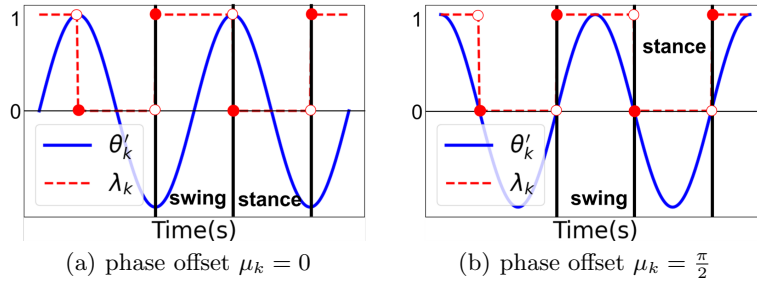 1
0
θ′ₖ
λₖ
swing
stance
Time(s)
(a) phase offset μₖ = 0
1
0
stance
θ′ₖ
λₖ
swing
Time(s)
(b) phase offset μₖ = π/2